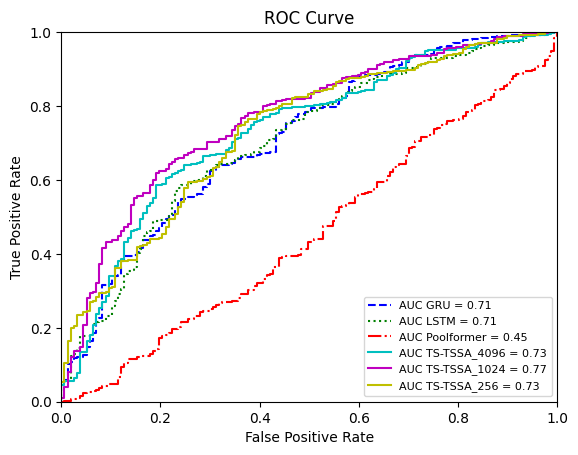 ROC Curve
1.0
0.8
0.6
0.4
0.2
0.0
True Positive Rate
0.0 0.2 0.4 0.6 0.8 1.0
False Positive Rate
AUC GRU = 0.71
AUC LSTM = 0.71
AUC Poolformer = 0.45
AUC TS-TSSA_4096 = 0.73
AUC TS-TSSA_1024 = 0.77
AUC TS-TSSA_256 = 0.73